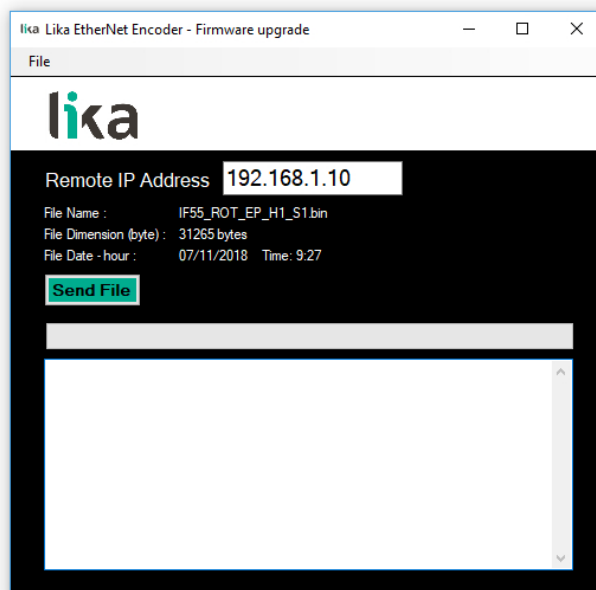 lika Lika EtherNet Encoder - Firmware upgrade
File
lika
Remote IP Address 192.168.1.10
File Name : IF55_ROT_EP_H1_S1.bin
File Dimension (byte) : 31265 bytes
File Date - hour : 07/11/2018 Time: 9:27
Send File